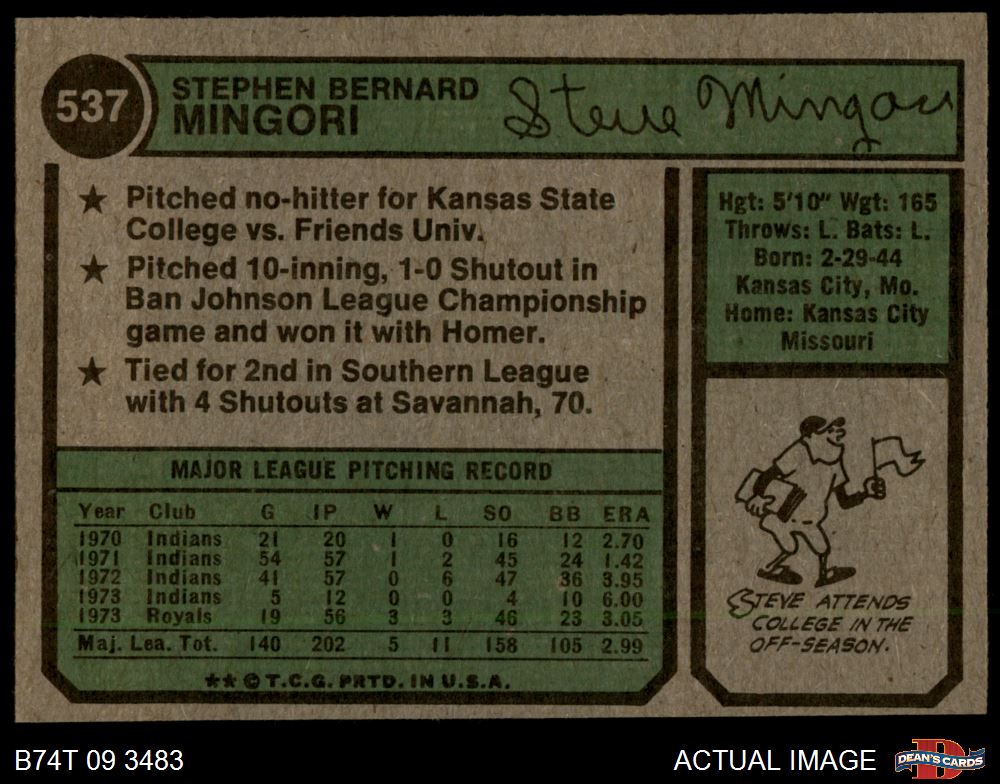 537
STEPHEN BERNARD
MINGORI
Steve Mingori
★ Pitched no-hitter for Kansas State
College vs. Friends Univ.
★ Pitched 10-inning, 1-0 Shutout in
Ban Johnson League Championship
game and won it with Homer.
★ Tied for 2nd in Southern League
with 4 Shutouts at Savannah, 70.
Hgt: 5'10" Wgt: 165
Throws: L. Bats: L.
Born: 2-29-44
Kansas City, Mo.
Home: Kansas City
Missouri
STEVE ATTENDS
COLLEGE IN THE
OFF-SEASON.
MAJOR LEAGUE PITCHING RECORD
Year Club G IP W L SO BB ERA
1970 Indians 21 20 1 0 16 12 2.70
1971 Indians 54 57 1 2 45 24 1.42
1972 Indians 41 57 0 6 47 36 3.95
1973 Indians 5 12 0 0 4 10 6.00
1973 Royals 19 56 3 3 46 23 3.05
Maj. Lea. Tot. 140 202 5 11 158 105 2.99
★★ © T.C.G. PRTD. IN U.S.A.
B74T 09 3483
ACTUAL IMAGE
DEAN'S CARDS